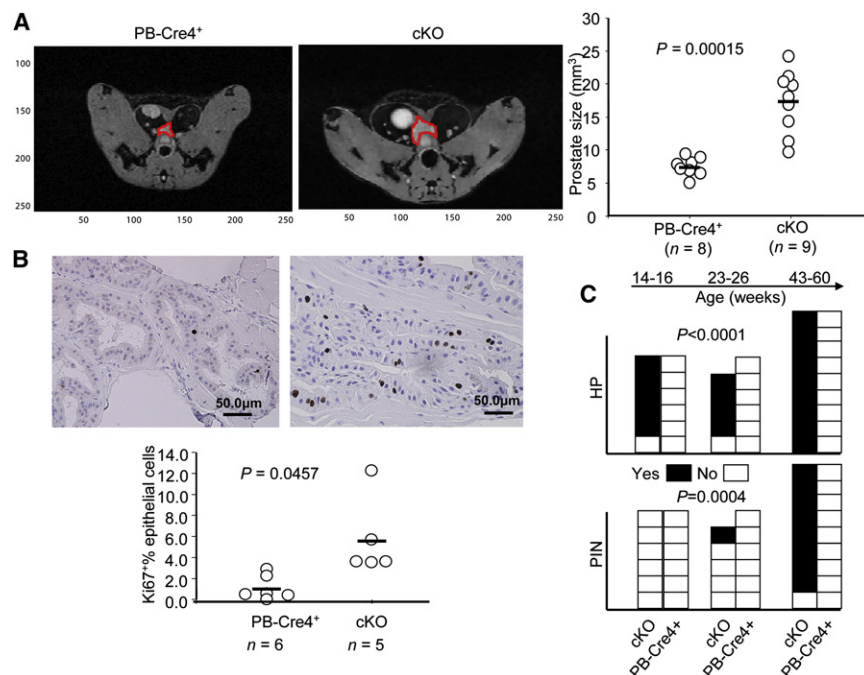 A
PB-Cre4⁺
cKO
100
150
200
250
50 100 150 200 250
50 100 150 200 250
P = 0.00015
Prostate size (mm³)
30
25
20
15
10
5
0
PB-Cre4⁺ cKO
(n = 8) (n = 9)
B
50.0μm
50.0μm
P = 0.0457
Ki67⁺% epithelial cells
14.0
12.0
10.0
8.0
6.0
4.0
2.0
0.0
PB-Cre4⁺ cKO
n = 6 n = 5
C
14-16 23-26 43-60
Age (weeks)
P<0.0001
HP
Yes No
P=0.0004
PIN
cKO
PB-Cre4+
cKO
PB-Cre4+
cKO
PB-Cre4+